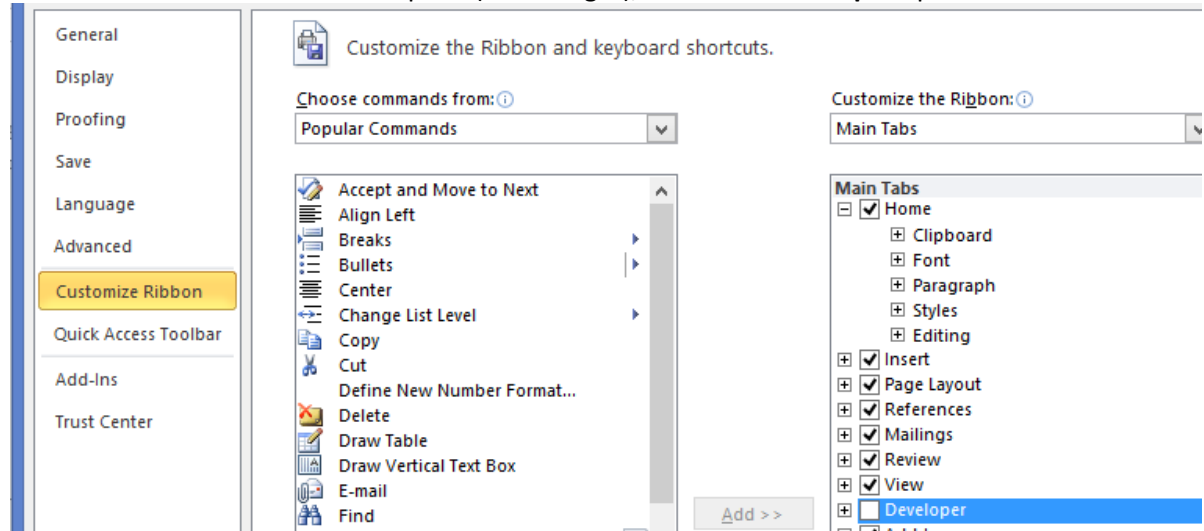 General
Display
Proofing
Save
Language
Advanced
Customize Ribbon
Quick Access Toolbar
Add-Ins
Trust Center
Customize the Ribbon and keyboard shortcuts.
Choose commands from:
Popular Commands
Accept and Move to Next
Align Left
Breaks
Bullets
Center
Change List Level
Copy
Cut
Define New Number Format...
Delete
Draw Table
Draw Vertical Text Box
E-mail
Find
Add >>
Customize the Ribbon:
Main Tabs
Main Tabs
Home
Clipboard
Font
Paragraph
Styles
Editing
Insert
Page Layout
References
Mailings
Review
View
Developer